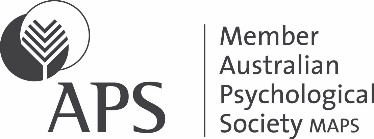 APS
Member
Australian
Psychological
Society MAPS